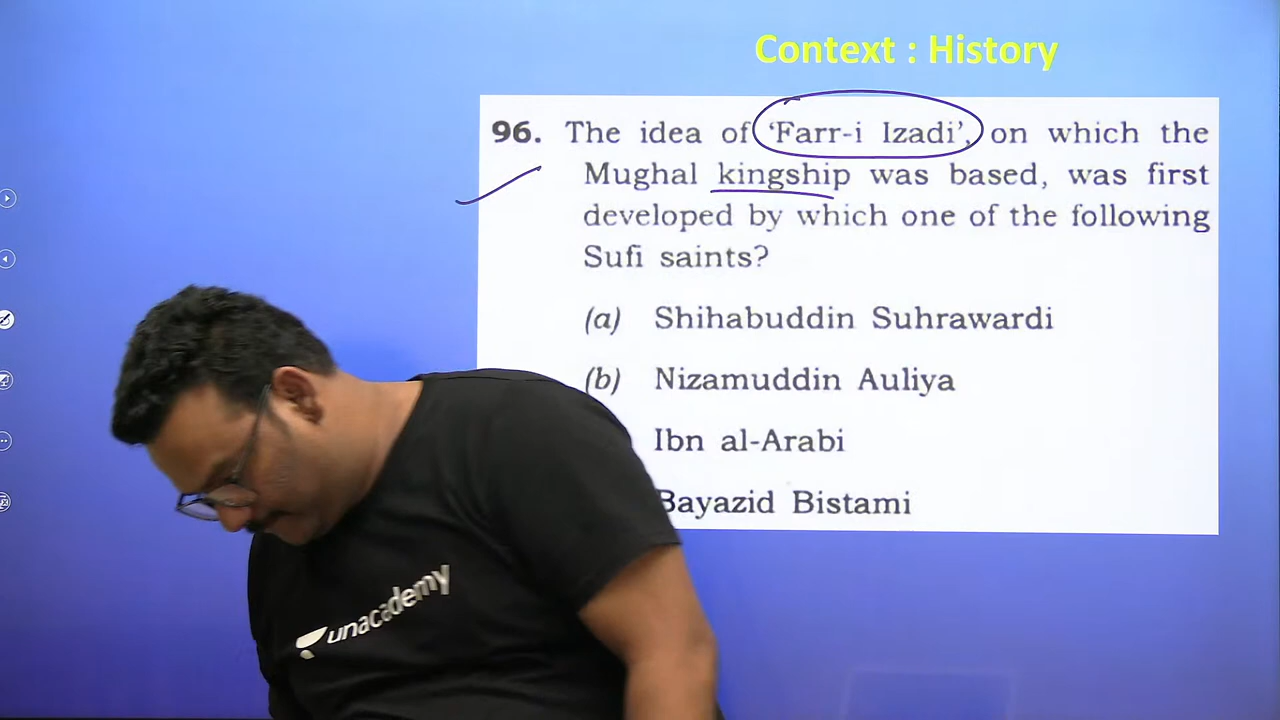 Context : History
96. The idea of 'Farr-i Izadi', on which the
Mughal kingship was based, was first
developed by which one of the following
Sufi saints?
(a) Shihabuddin Suhrawardi
(b) Nizamuddin Auliya
Ibn al-Arabi
Bayazid Bistami
unacademy